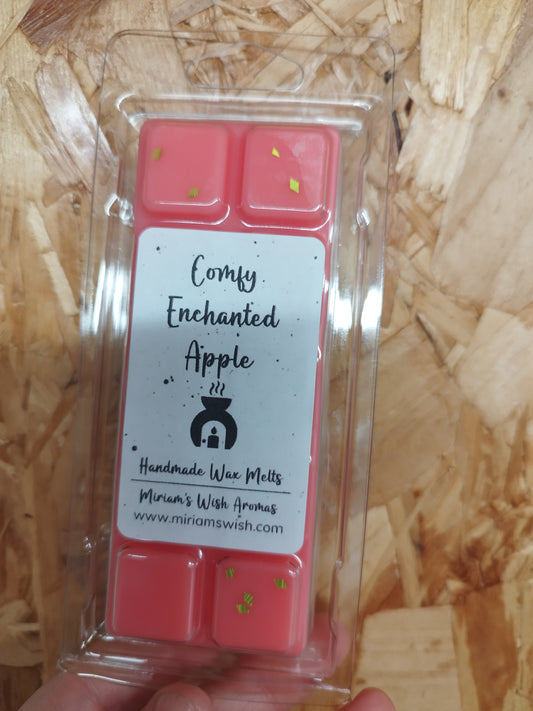 Comfy
Enchanted
Apple
Handmade Wax Melts
Miriam's Wish Aromas
www.miriamswish.com